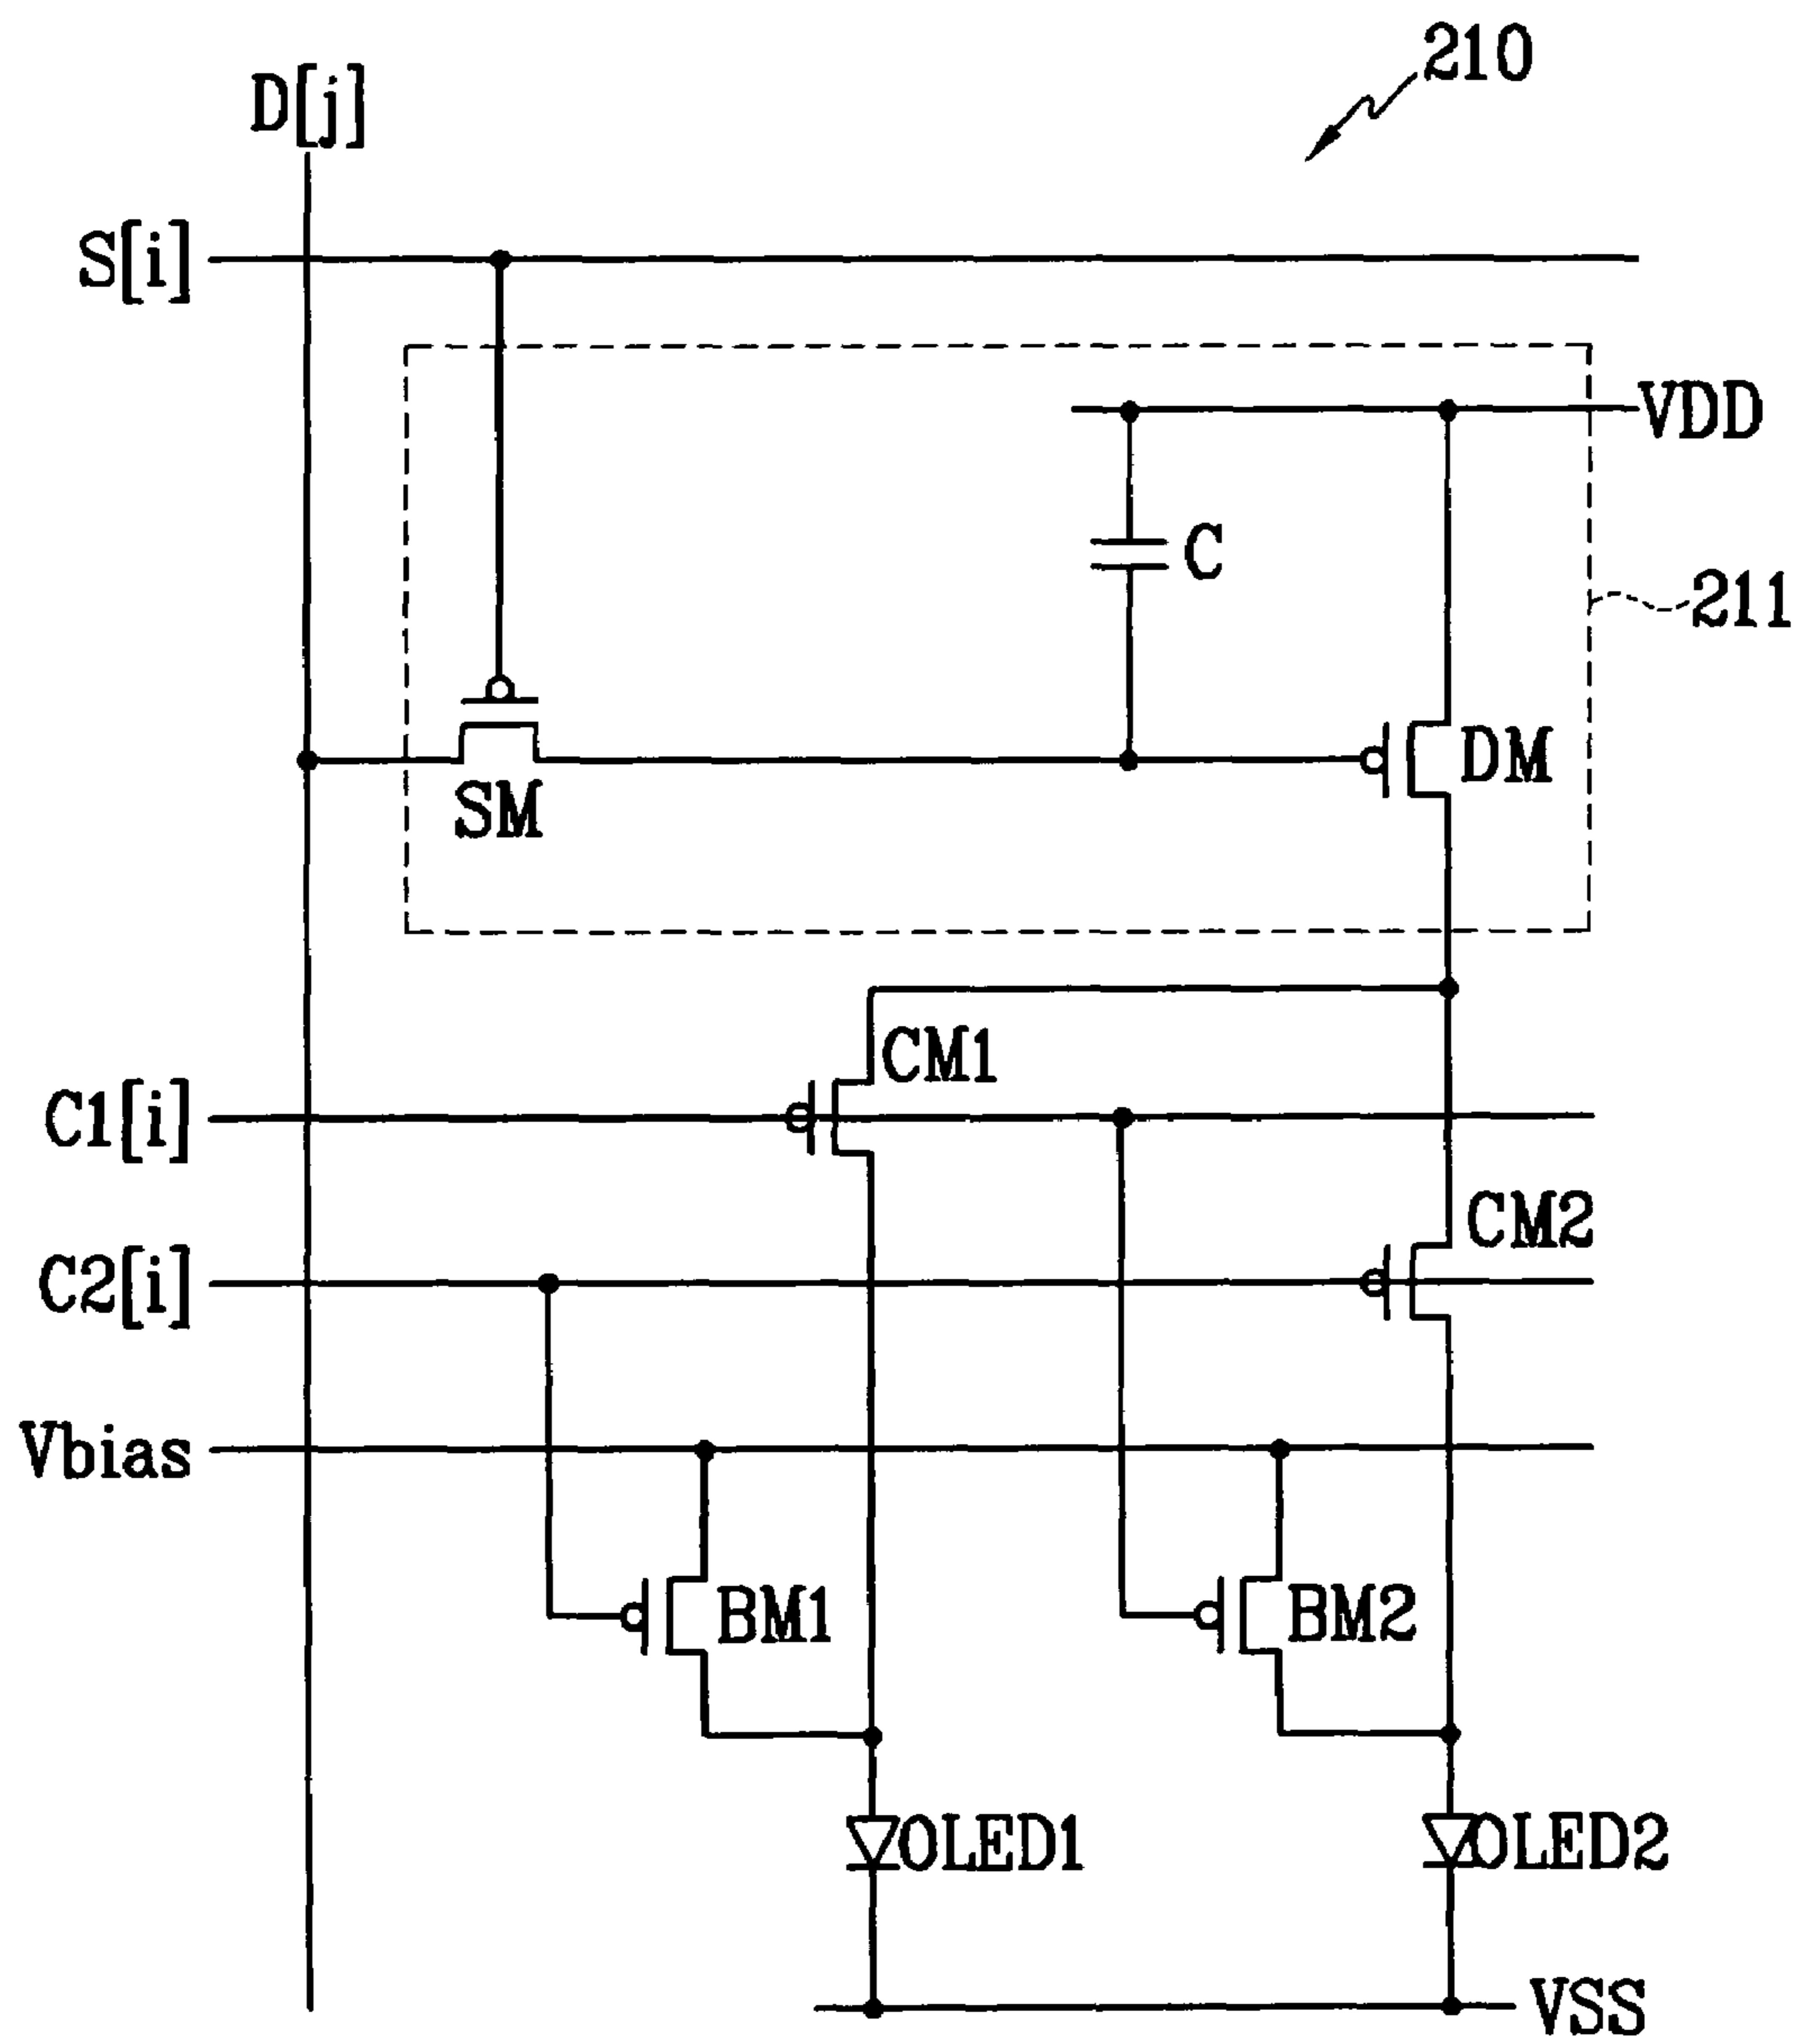 210
D[j]
S[i]
VDD
C
211
DM
SM
CM1
C1[i]
CM2
C2[i]
Vbias
BM1
BM2
OLED1
OLED2
VSS